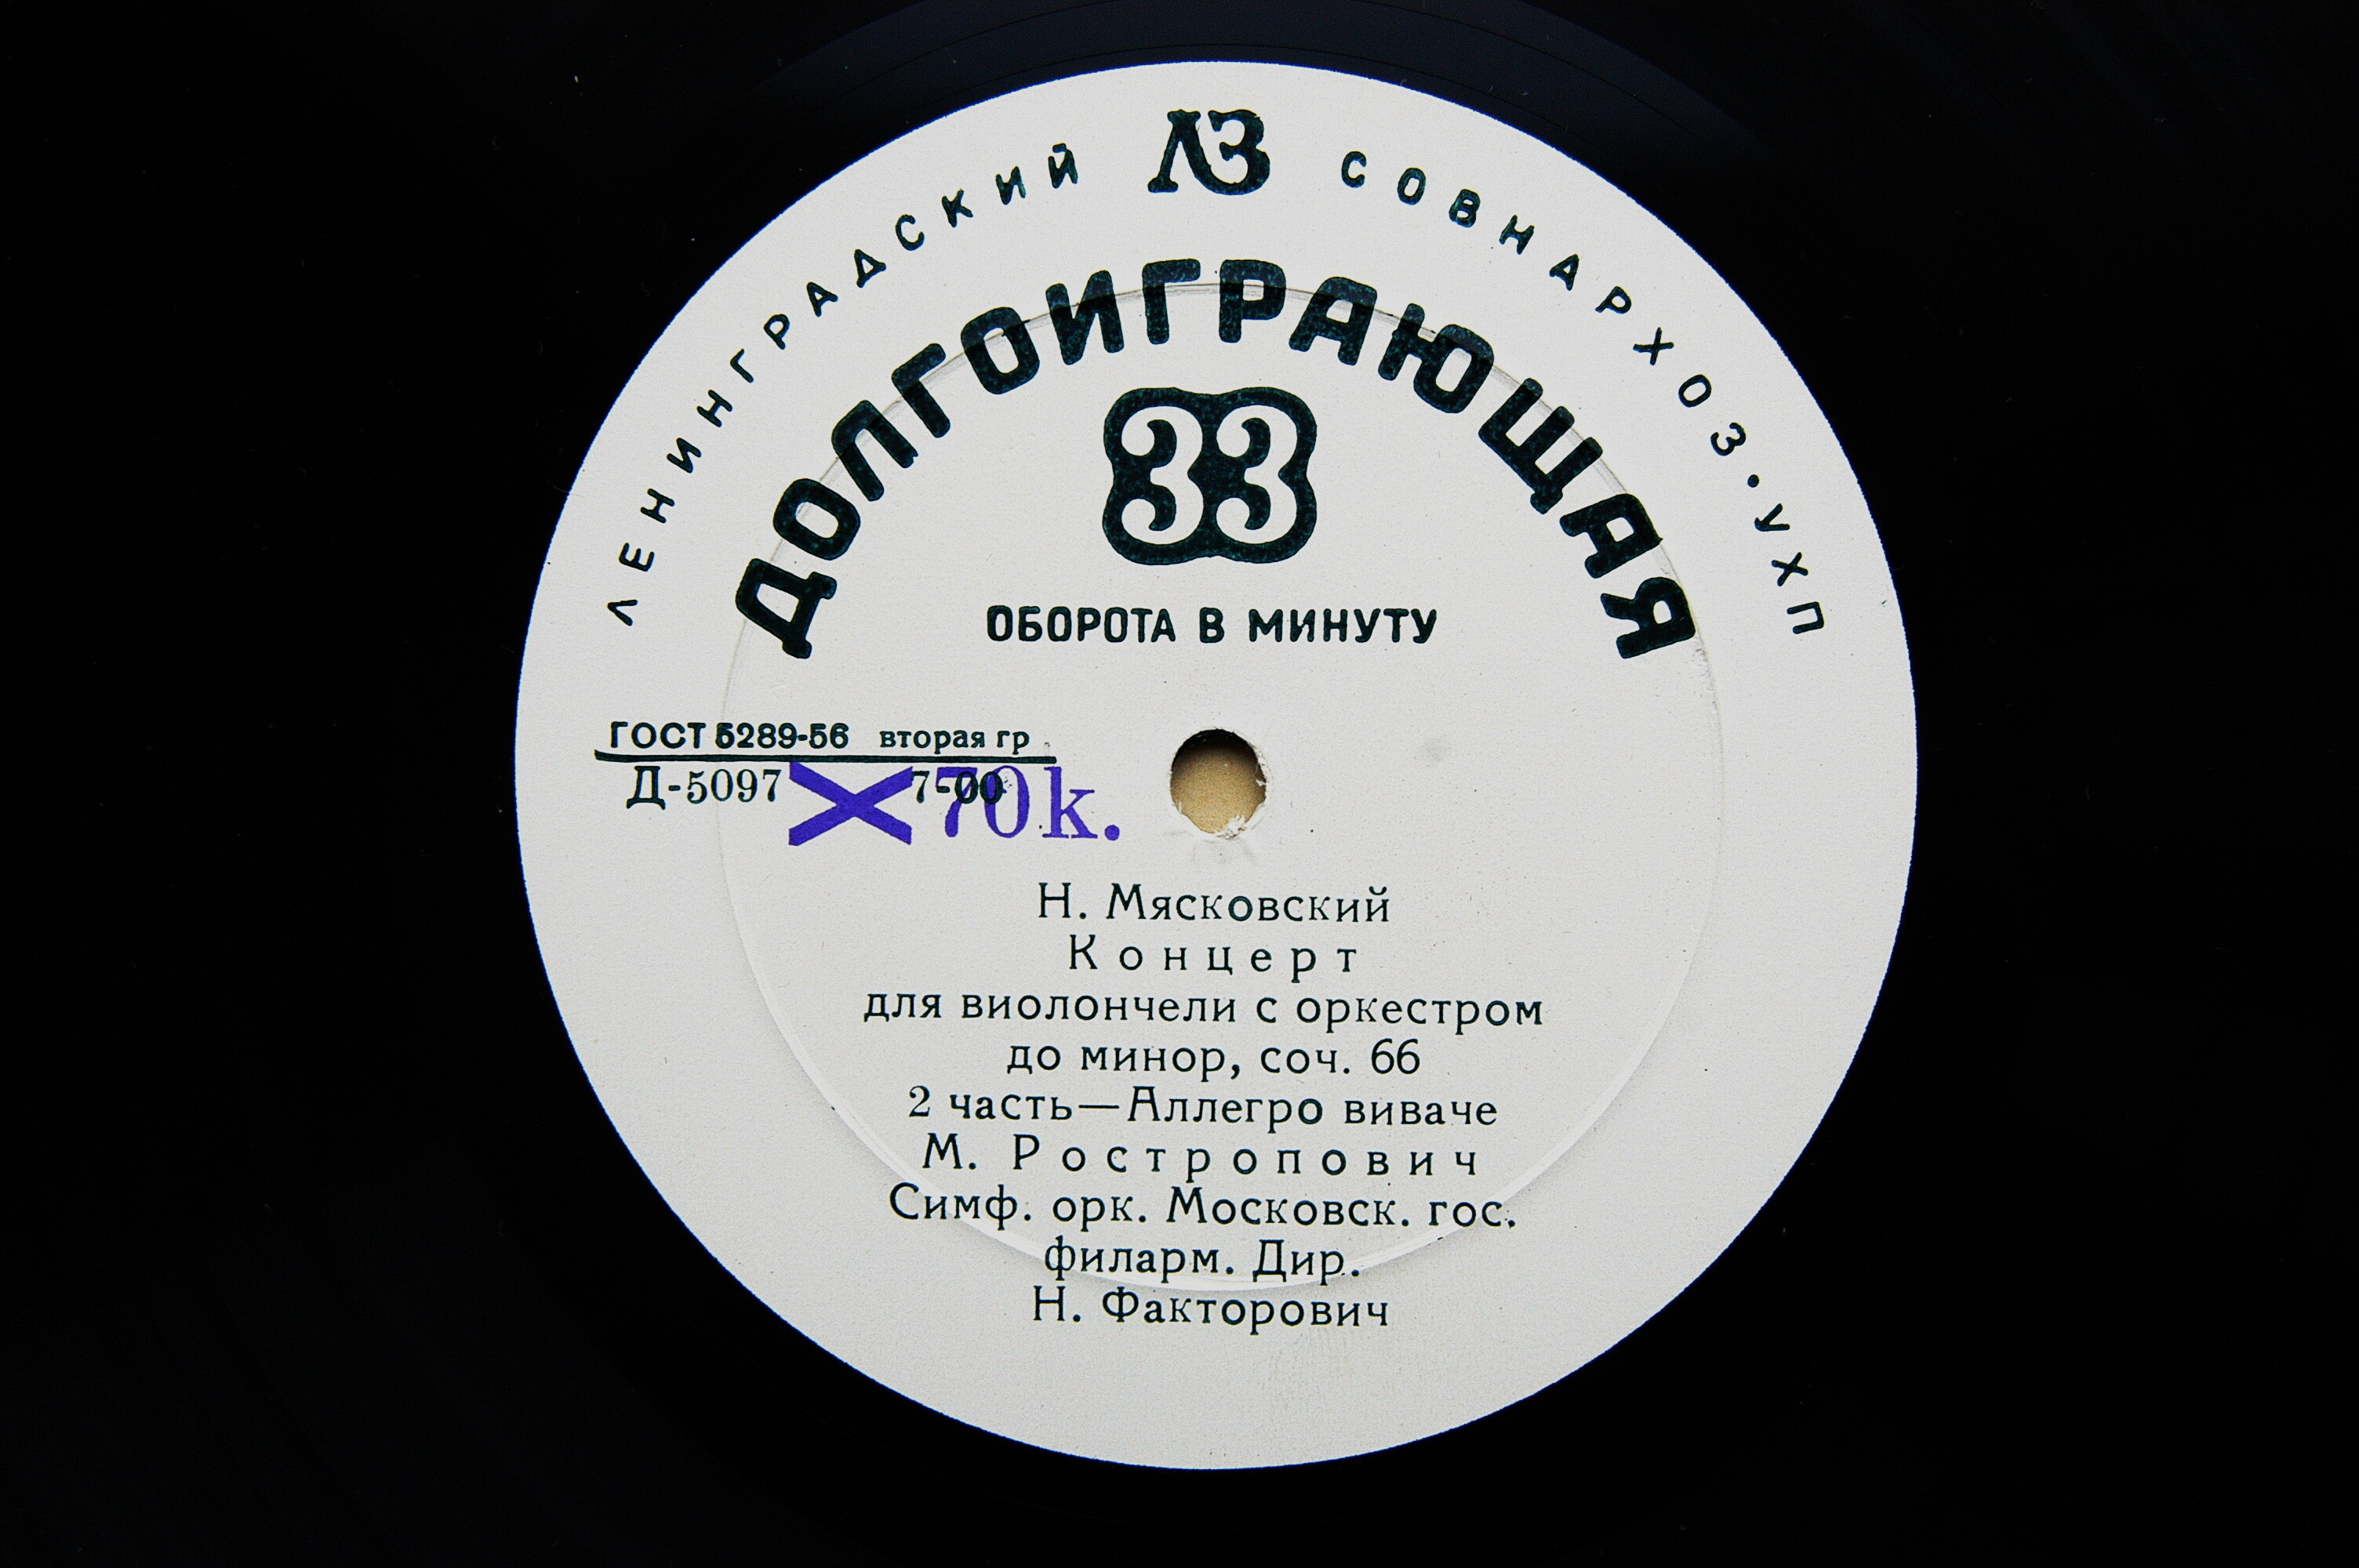 ЛЕНИНГРАДСКИЙ ЛЗ СОВНАРХОЗ • УХП
ДОЛГОИГРАЮЩАЯ
33
ОБОРОТА В МИНУТУ
ГОСТ 5289-56 вторая гр
Д-5097 7-00
70k.
Н. Мясковский
Концерт
для виолончели с оркестром
до минор, соч. 66
2 часть—Аллегро виваче
М. Ростропович
Симф. орк. Московск. гос.
филарм. Дир.
Н. Факторович